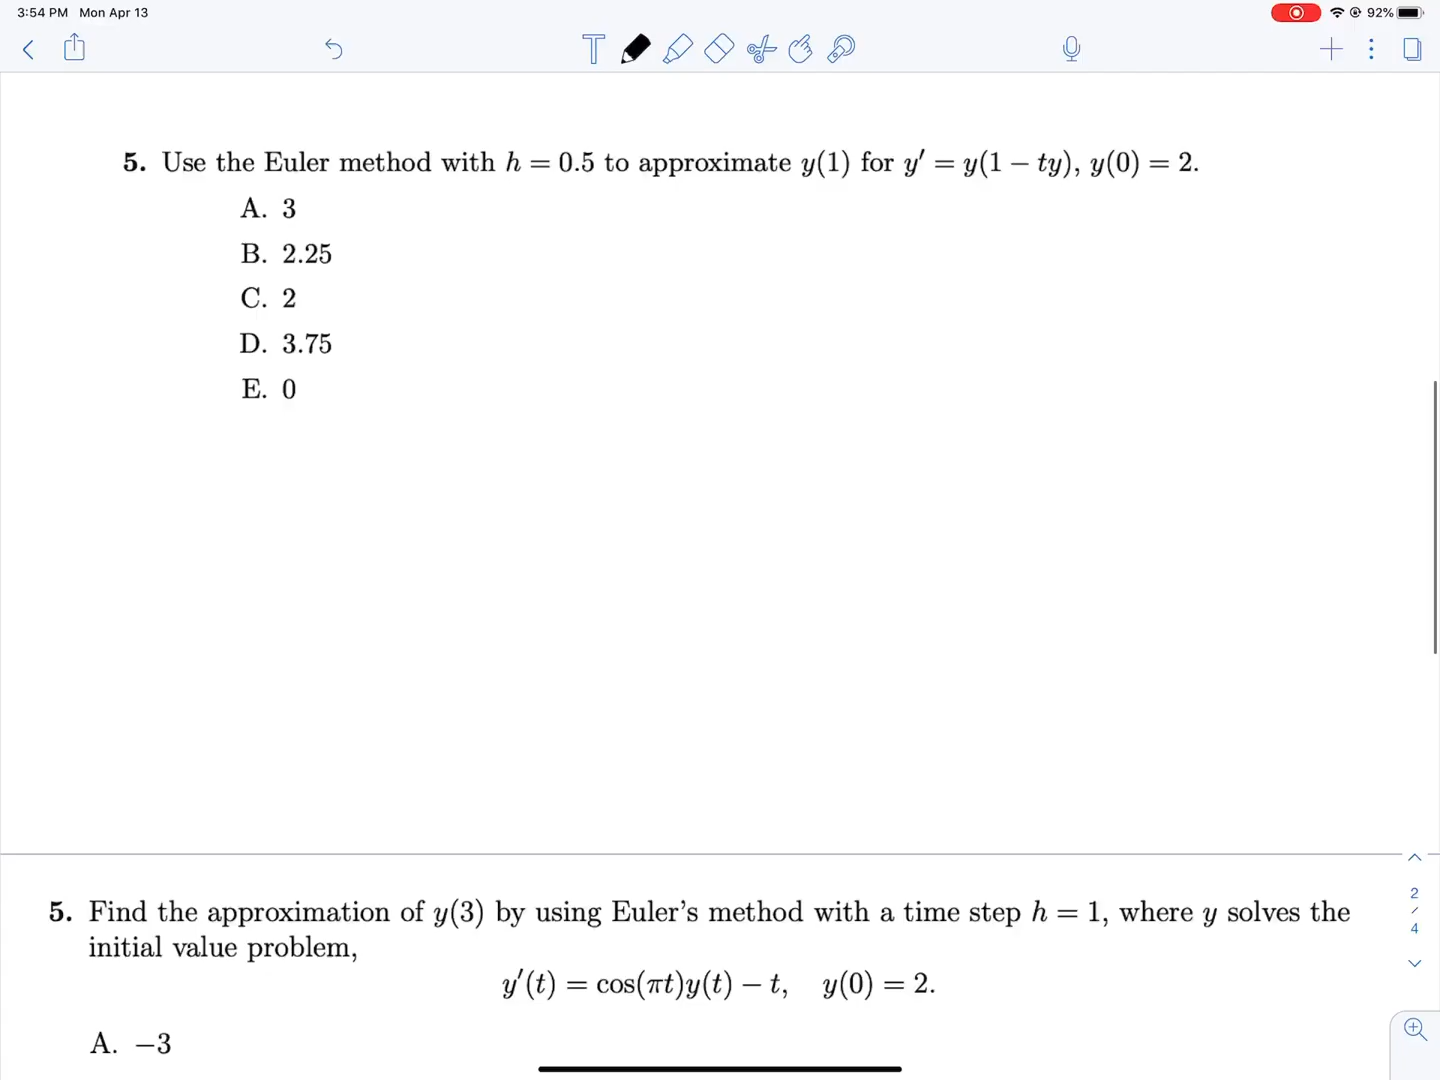 3:54 PM Mon Apr 13
92%
5. Use the Euler method with h = 0.5 to approximate y(1) for y′ = y(1 − ty), y(0) = 2.
A. 3
B. 2.25
C. 2
D. 3.75
E. 0
5. Find the approximation of y(3) by using Euler’s method with a time step h = 1, where y solves the
initial value problem,
y′(t) = cos(πt)y(t) − t, y(0) = 2.
A. −3
2
/
4